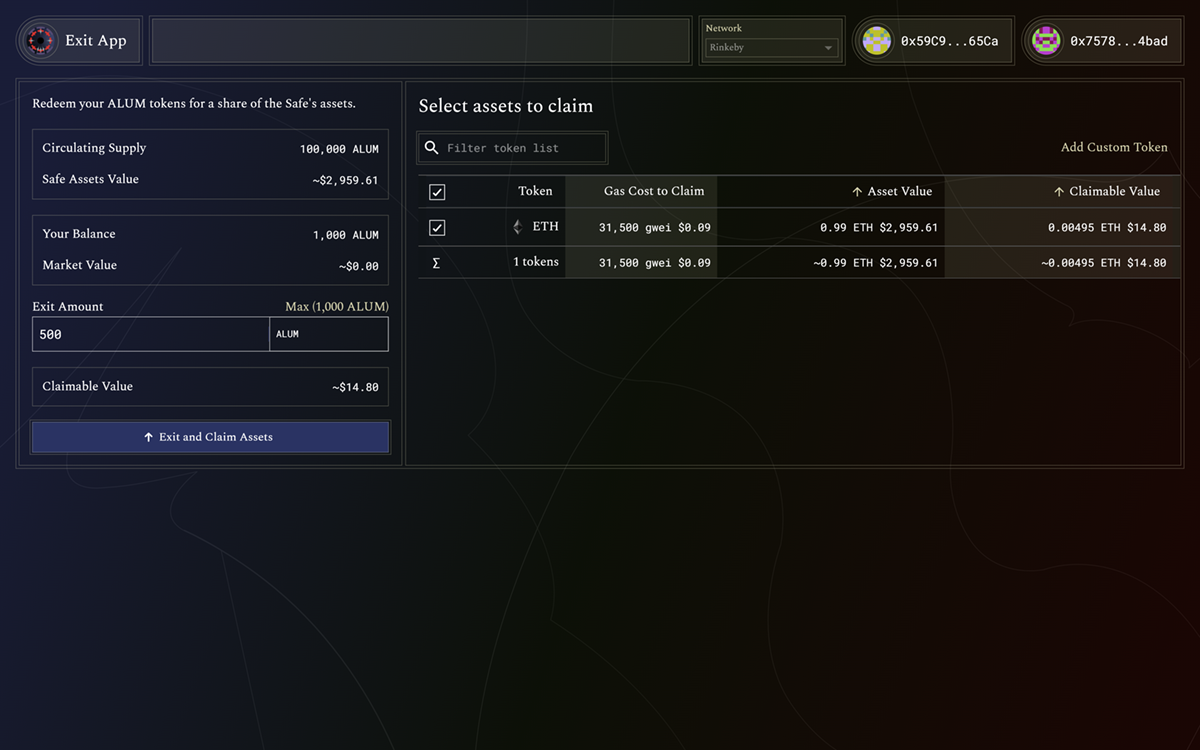 Exit App
Network
Rinkeby
0x59C9...65Ca
0x7578...4bad
Redeem your ALUM tokens for a share of the Safe's assets.
Circulating Supply 100,000 ALUM
Safe Assets Value ~$2,959.61
Your Balance 1,000 ALUM
Market Value ~$0.00
Exit Amount Max (1,000 ALUM)
500 ALUM
Claimable Value ~$14.80
↑ Exit and Claim Assets
Select assets to claim
Filter token list
Add Custom Token
Token Gas Cost to Claim ↑ Asset Value ↑ Claimable Value
ETH 31,500 gwei $0.09 0.99 ETH $2,959.61 0.00495 ETH $14.80
Σ 1 tokens 31,500 gwei $0.09 ~0.99 ETH $2,959.61 ~0.00495 ETH $14.80